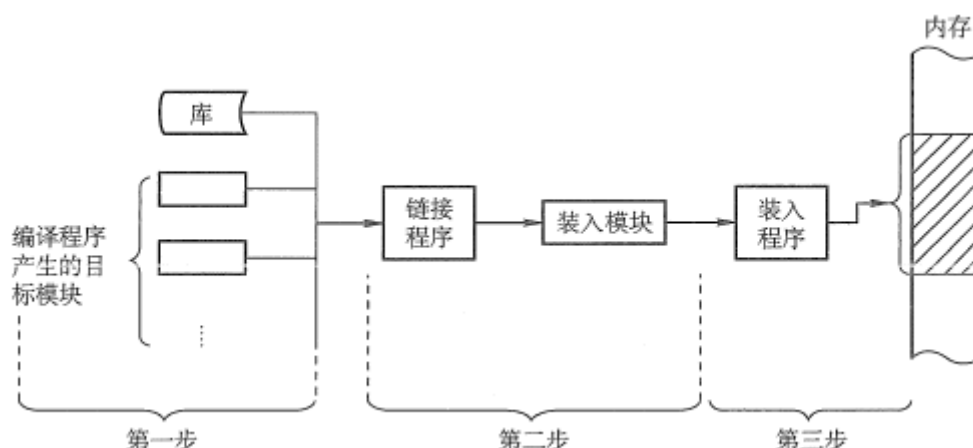 内存
库
编译程序
产生的目
标模块
链接
程序
装入模块
装入
程序
第一步
第二步
第三步